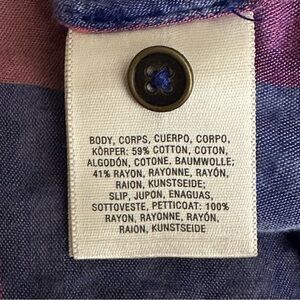 BODY, CORPS, CUERPO, CORPO,
KÖRPER: 59% COTTON, COTON,
ALGODÓN, COTONE, BAUMWOLLE;
41% RAYON, RAYONNE, RAYÓN,
RAION, KUNSTSEIDE;
SLIP, JUPON, ENAGUAS,
SOTTOVESTE, PETTICOAT: 100%
RAYON, RAYONNE, RAYÓN,
RAION, KUNSTSEIDE